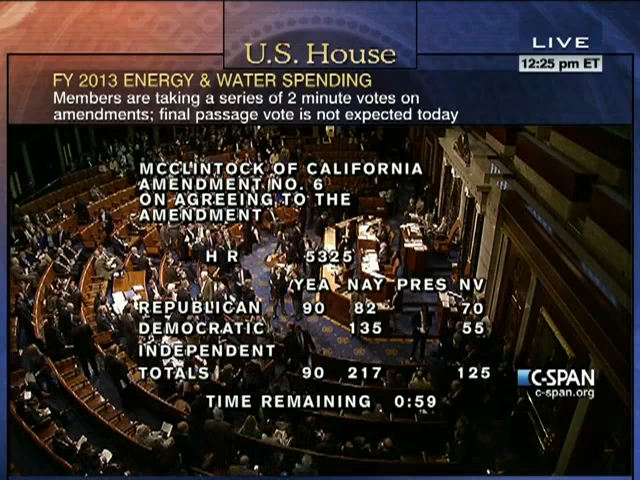 U.S. House
LIVE
12:25 pm ET
FY 2013 ENERGY & WATER SPENDING
Members are taking a series of 2 minute votes on
amendments; final passage vote is not expected today
MCCLINTOCK OF CALIFORNIA
AMENDMENT NO. 6
ON AGREEING TO THE
AMENDMENT
H R 5325
YEA NAY PRES NV
REPUBLICAN 90 82 70
DEMOCRATIC 135 55
INDEPENDENT
TOTALS 90 217 125
TIME REMAINING 0:59
C-SPAN
c-span.org